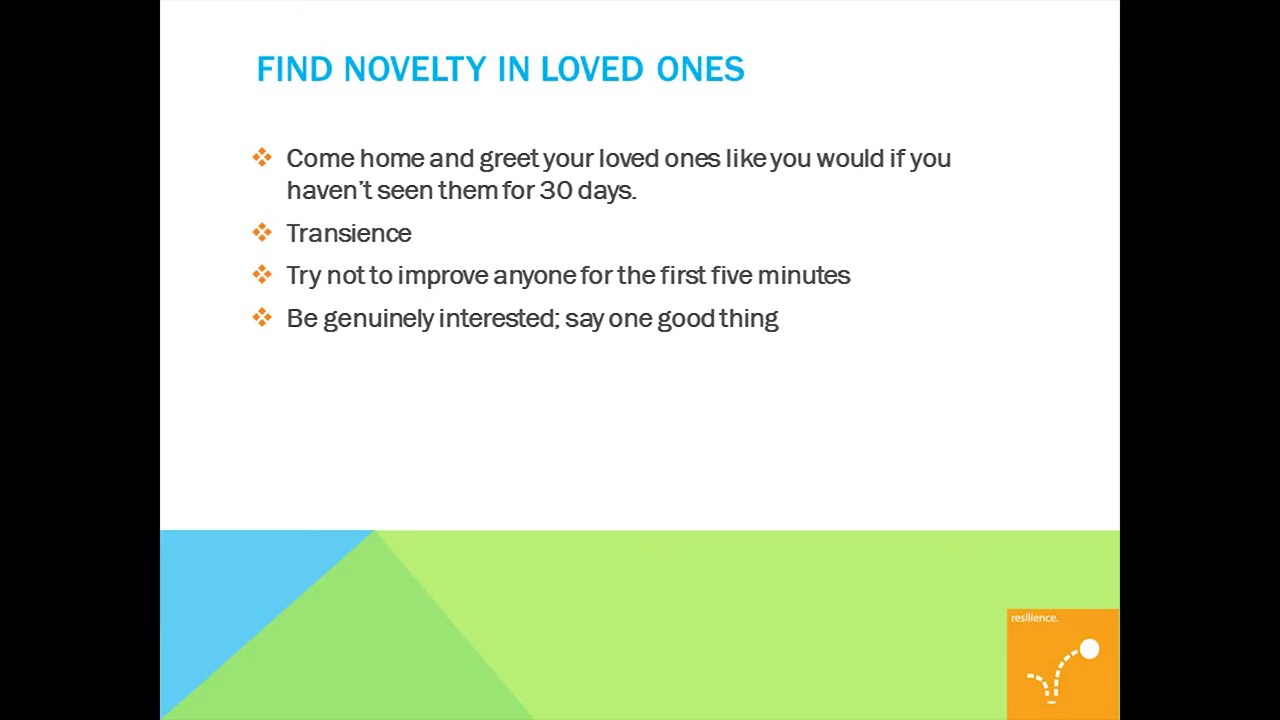 FIND NOVELTY IN LOVED ONES
Come home and greet your loved ones like you would if you
haven’t seen them for 30 days.
Transience
Try not to improve anyone for the first five minutes
Be genuinely interested; say one good thing
resilience.